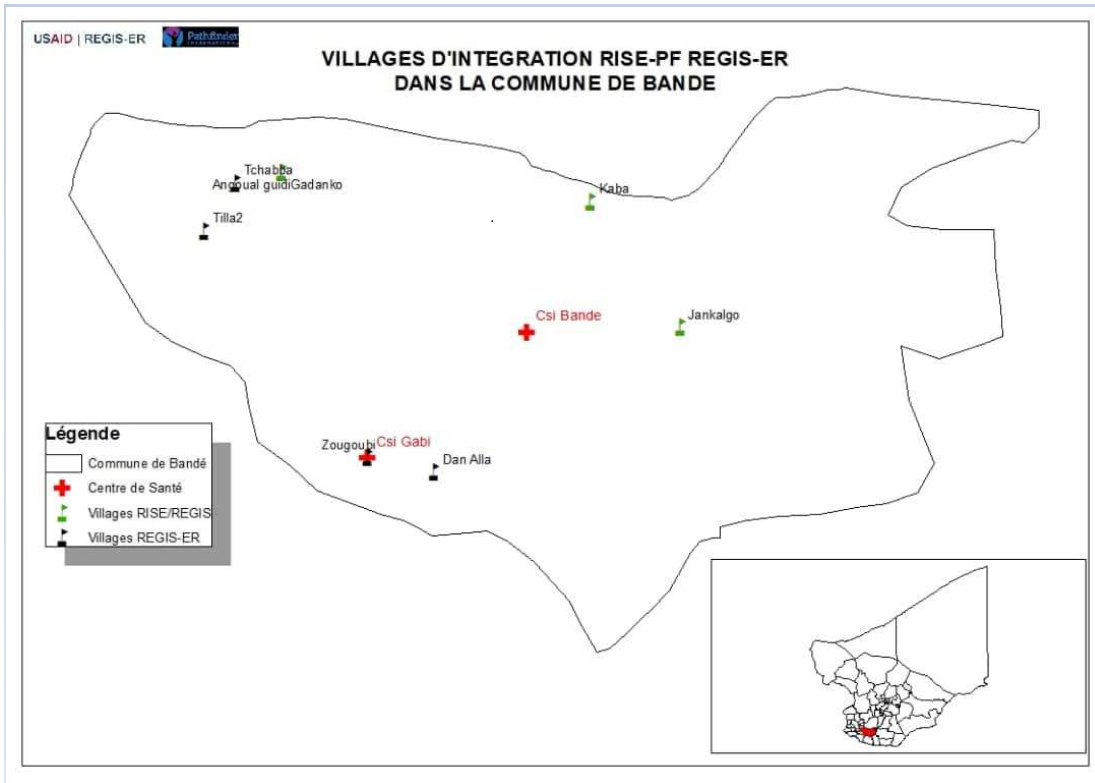 USAID | REGIS-ER
Pathfinder
INTERNATIONAL
VILLAGES D'INTEGRATION RISE-PF REGIS-ER
DANS LA COMMUNE DE BANDE
Tchabba
Angoual guidiGadanko
Tilla2
Kaba
Csi Bande
Jankalgo
Zougoubi
Csi Gabi
Dan Alla
Légende
Commune de Bandé
Centre de Santé
Villages RISE/REGIS
Villages REGIS-ER